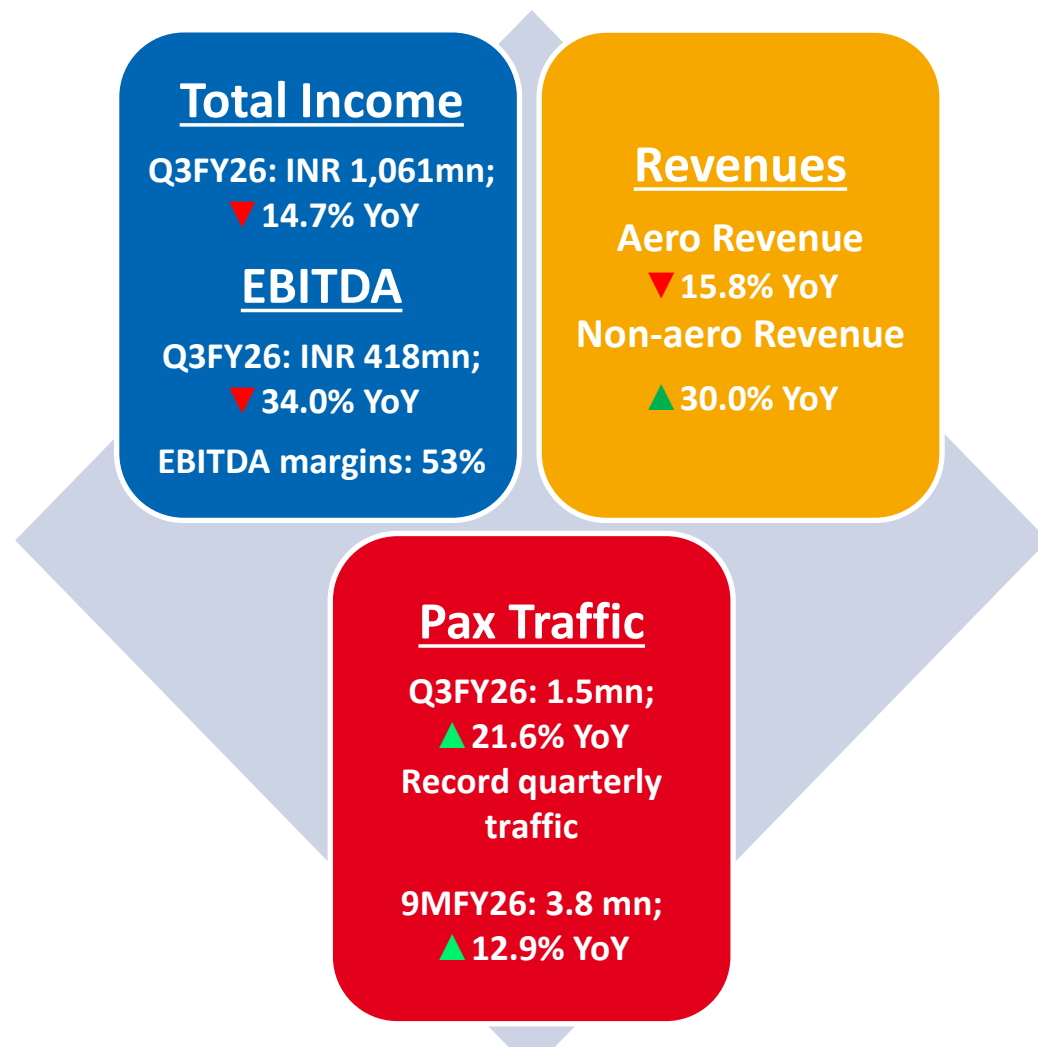 Total Income
Q3FY26: INR 1,061mn;
▼14.7% YoY
EBITDA
Q3FY26: INR 418mn;
▼34.0% YoY
EBITDA margins: 53%
Revenues
Aero Revenue
▼15.8% YoY
Non-aero Revenue
▲30.0% YoY
Pax Traffic
Q3FY26: 1.5mn;
▲21.6% YoY
Record quarterly
traffic
9MFY26: 3.8 mn;
▲12.9% YoY